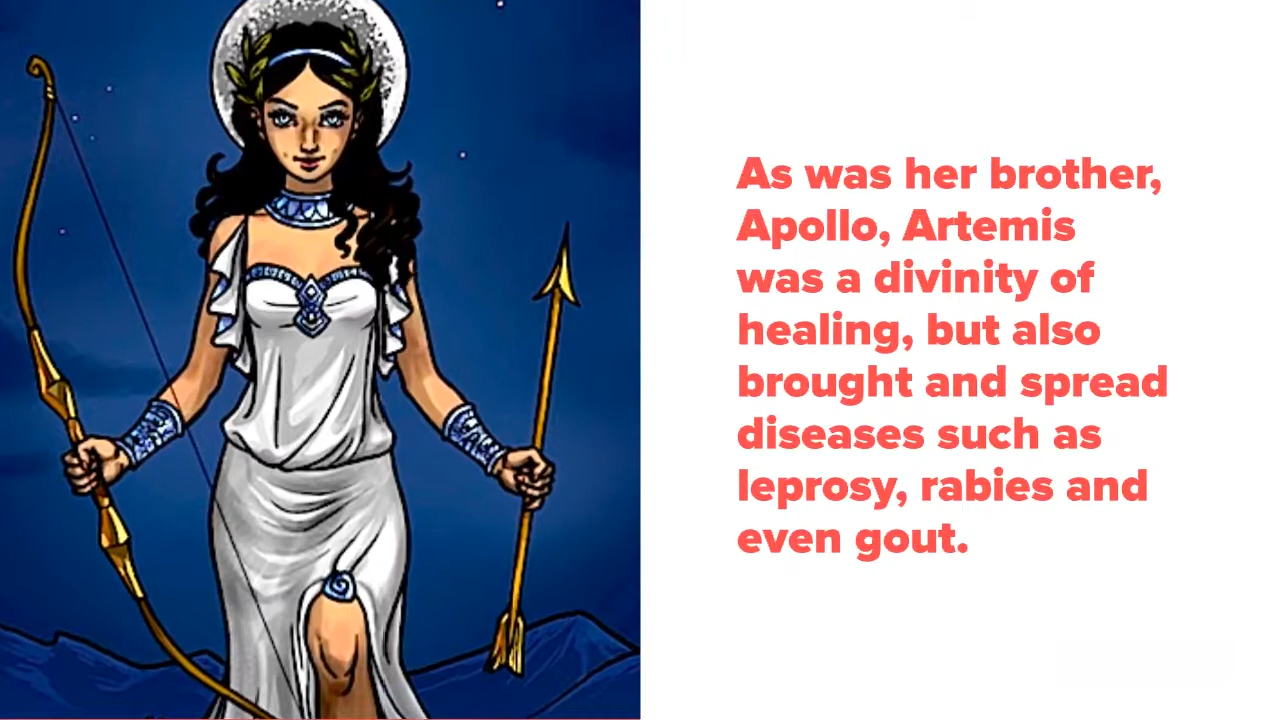 As was her brother,
Apollo, Artemis
was a divinity of
healing, but also
brought and spread
diseases such as
leprosy, rabies and
even gout.